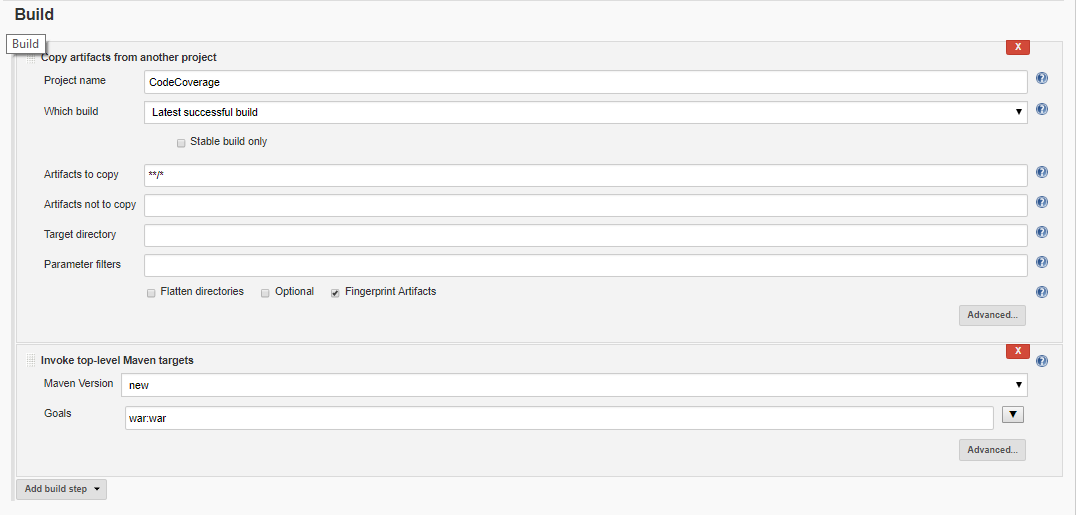 Build
Build
X
Copy artifacts from another project
Project name CodeCoverage ?
Which build Latest successful build ▼ ?
Stable build only
Artifacts to copy **/* ?
Artifacts not to copy ?
Target directory ?
Parameter filters ?
Flatten directories Optional Fingerprint Artifacts ?
Advanced...
X
Invoke top-level Maven targets ?
Maven Version new ▼
Goals war:war ▼
Advanced...
Add build step ▼